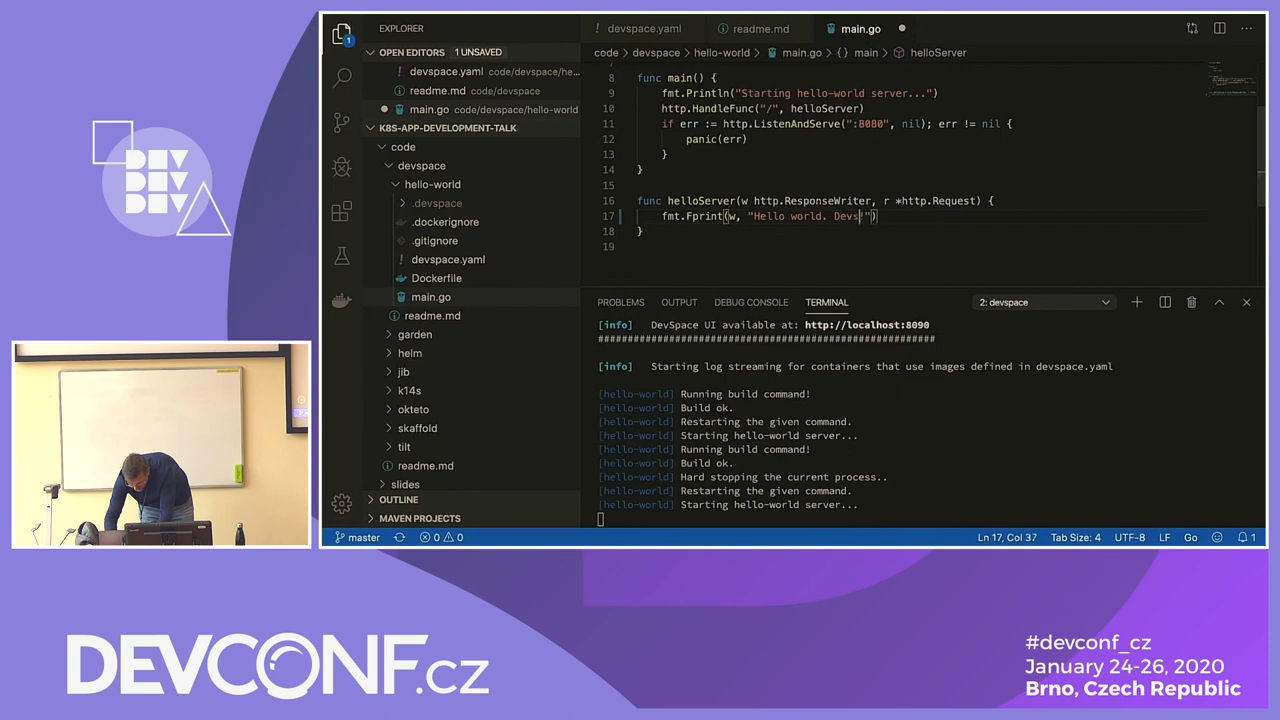 EXPLORER
OPEN EDITORS 1 UNSAVED
! devspace.yaml code/devspace/he...
readme.md code/devspace
main.go code/devspace/hello-world
K8S-APP-DEVELOPMENT-TALK
code
devspace
hello-world
.devspace
.dockerignore
.gitignore
! devspace.yaml
Dockerfile
main.go
readme.md
garden
helm
jib
k14s
okteto
skaffold
tilt
readme.md
slides
OUTLINE
MAVEN PROJECTS
1
! devspace.yaml readme.md main.go
code > devspace > hello-world > main.go > {} main > helloServer
7
8 func main() {
9 fmt.Println("Starting hello-world server...")
10 http.HandleFunc("/", helloServer)
11 if err := http.ListenAndServe(":8080", nil); err != nil {
12 panic(err)
13 }
14 }
15
16 func helloServer(w http.ResponseWriter, r *http.Request) {
17 fmt.Fprint(w, "Hello world. Devs!")
18 }
19
PROBLEMS OUTPUT DEBUG CONSOLE TERMINAL 2: devspace
[info] DevSpace UI available at: http://localhost:8090
#########################################################
[info] Starting log streaming for containers that use images defined in devspace.yaml
[hello-world] Running build command!
[hello-world] Build ok.
[hello-world] Restarting the given command.
[hello-world] Starting hello-world server...
[hello-world] Running build command!
[hello-world] Build ok.
[hello-world] Hard stopping the current process..
[hello-world] Restarting the given command.
[hello-world] Starting hello-world server...
master 0 0 Ln 17, Col 37 Tab Size: 4 UTF-8 LF Go 1
DEV
DEV
DEV
DEVCONF.cz
#devconf_cz
January 24-26, 2020
Brno, Czech Republic